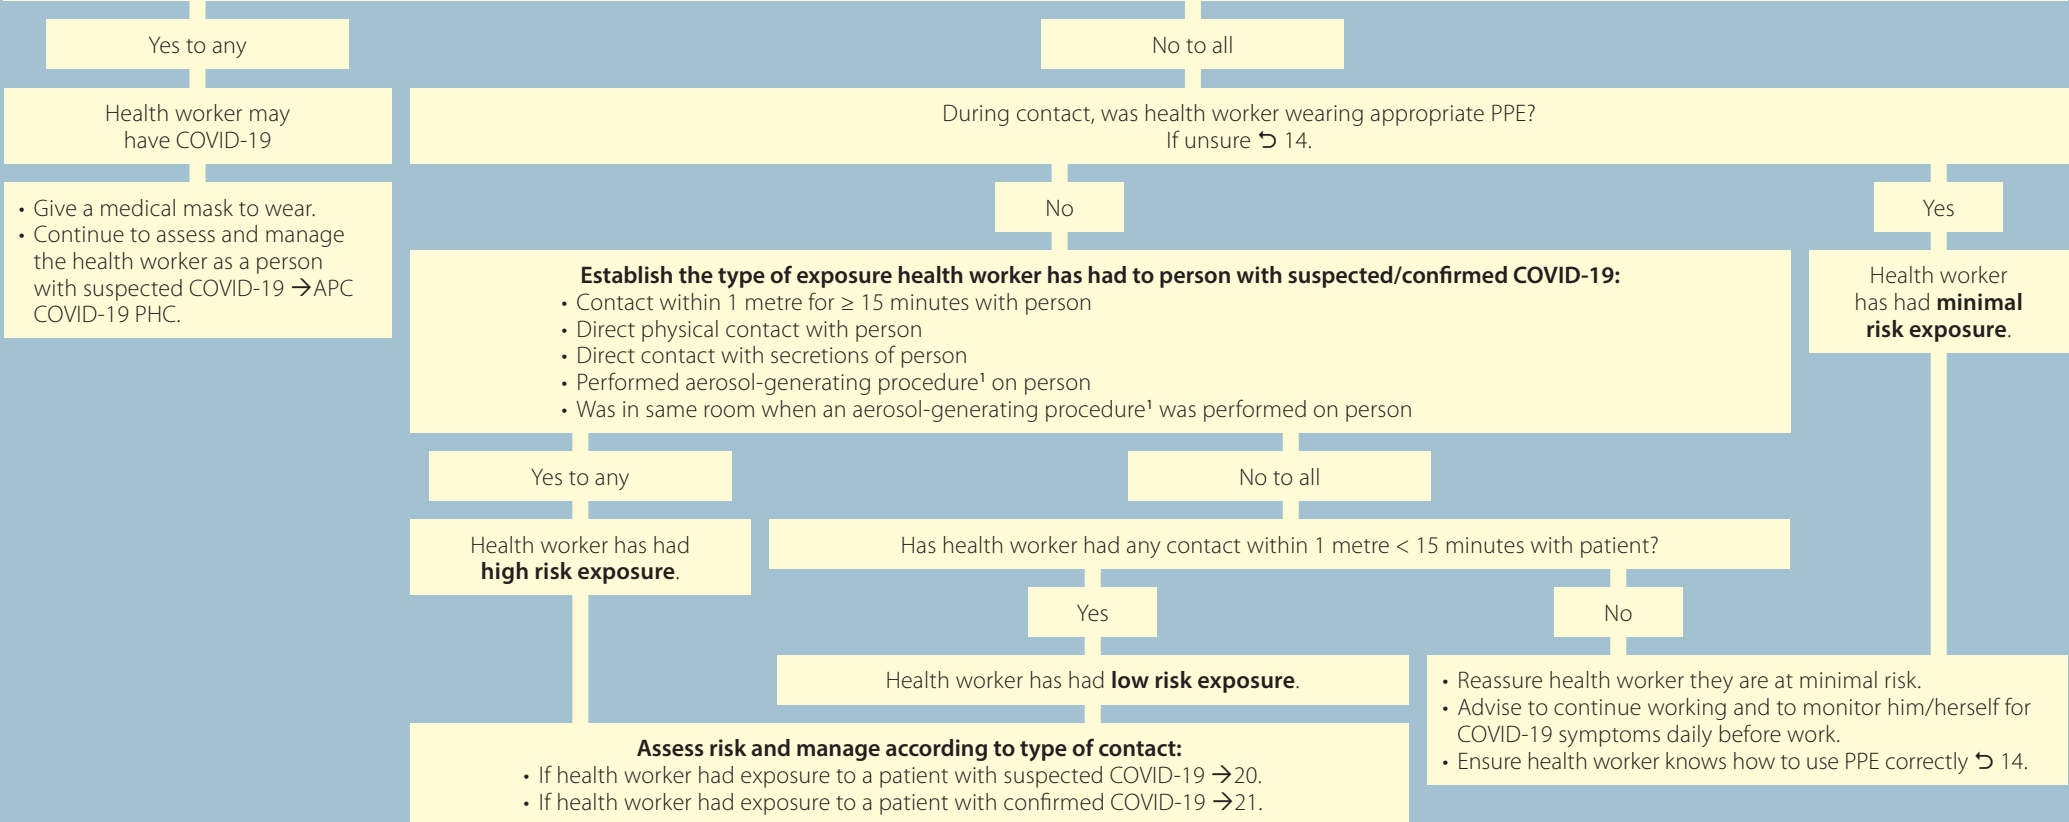 Yes to any
No to all
Health worker may
have COVID-19
During contact, was health worker wearing appropriate PPE?
If unsure ⮌ 14.
• Give a medical mask to wear.
• Continue to assess and manage
the health worker as a person
with suspected COVID-19 →APC
COVID-19 PHC.
No
Yes
Establish the type of exposure health worker has had to person with suspected/confirmed COVID-19:
• Contact within 1 metre for ≥ 15 minutes with person
• Direct physical contact with person
• Direct contact with secretions of person
• Performed aerosol-generating procedure¹ on person
• Was in same room when an aerosol-generating procedure¹ was performed on person
Health worker
has had minimal
risk exposure.
Yes to any
No to all
Health worker has had
high risk exposure.
Has health worker had any contact within 1 metre < 15 minutes with patient?
Yes
No
Health worker has had low risk exposure.
• Reassure health worker they are at minimal risk.
• Advise to continue working and to monitor him/herself for
COVID-19 symptoms daily before work.
• Ensure health worker knows how to use PPE correctly ⮌ 14.
Assess risk and manage according to type of contact:
• If health worker had exposure to a patient with suspected COVID-19 →20.
• If health worker had exposure to a patient with confirmed COVID-19 →21.